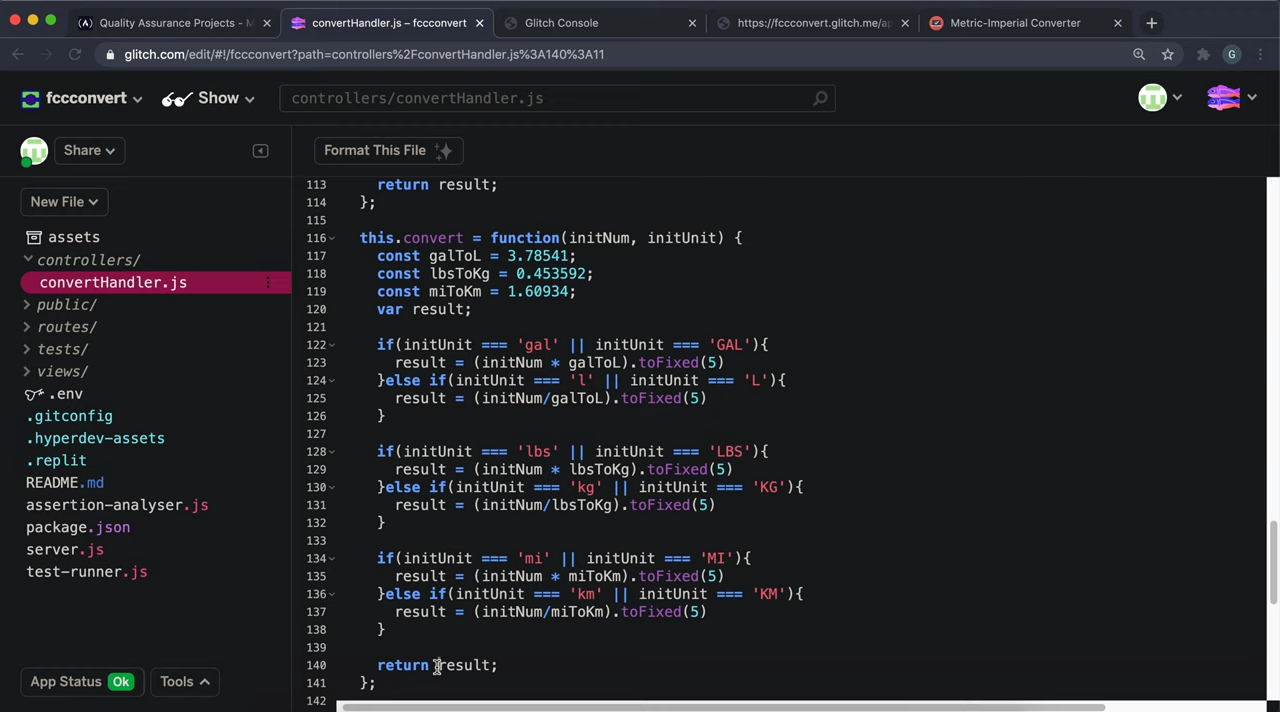 Quality Assurance Projects - M
convertHandler.js – fccconvert
Glitch Console
https://fccconvert.glitch.me/ap
Metric-Imperial Converter
glitch.com/edit/#!/fccconvert?path=controllers%2FconvertHandler.js%3A140%3A11
G
fccconvert
Show
controllers/convertHandler.js
Share
Format This File
New File
assets
controllers/
convertHandler.js
public/
routes/
tests/
views/
.env
.gitconfig
.hyperdev-assets
.replit
README.md
assertion-analyser.js
package.json
server.js
test-runner.js
App Status Ok
Tools
113 return result;
114 };
115
116 this.convert = function(initNum, initUnit) {
117 const galToL = 3.78541;
118 const lbsToKg = 0.453592;
119 const miToKm = 1.60934;
120 var result;
121
122 if(initUnit === 'gal' || initUnit === 'GAL'){
123 result = (initNum * galToL).toFixed(5)
124 }else if(initUnit === 'l' || initUnit === 'L'){
125 result = (initNum/galToL).toFixed(5)
126 }
127
128 if(initUnit === 'lbs' || initUnit === 'LBS'){
129 result = (initNum * lbsToKg).toFixed(5)
130 }else if(initUnit === 'kg' || initUnit === 'KG'){
131 result = (initNum/lbsToKg).toFixed(5)
132 }
133
134 if(initUnit === 'mi' || initUnit === 'MI'){
135 result = (initNum * miToKm).toFixed(5)
136 }else if(initUnit === 'km' || initUnit === 'KM'){
137 result = (initNum/miToKm).toFixed(5)
138 }
139
140 return result;
141 };
142